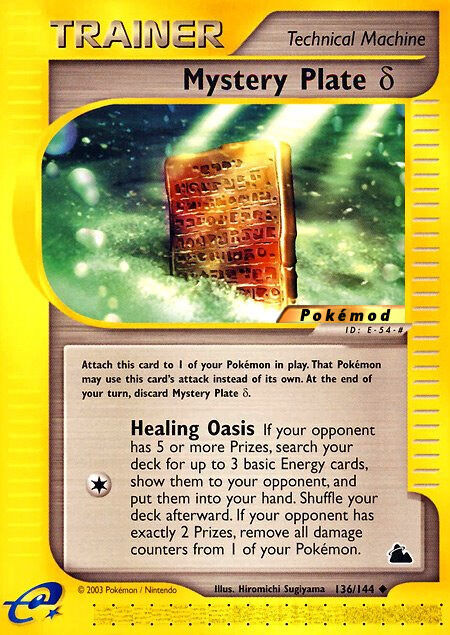 TRAINER
Technical Machine
Mystery Plate δ
Pokémod
ID: E-54-#
Attach this card to 1 of your Pokémon in play. That Pokémon
may use this card's attack instead of its own. At the end of
your turn, discard Mystery Plate δ.
Healing Oasis If your opponent
has 5 or more Prizes, search your
deck for up to 3 basic Energy cards,
show them to your opponent, and
put them into your hand. Shuffle your
deck afterward. If your opponent has
exactly 2 Prizes, remove all damage
counters from 1 of your Pokémon.
© 2003 Pokémon / Nintendo
Illus. Hiromichi Sugiyama
136/144 ◆
e